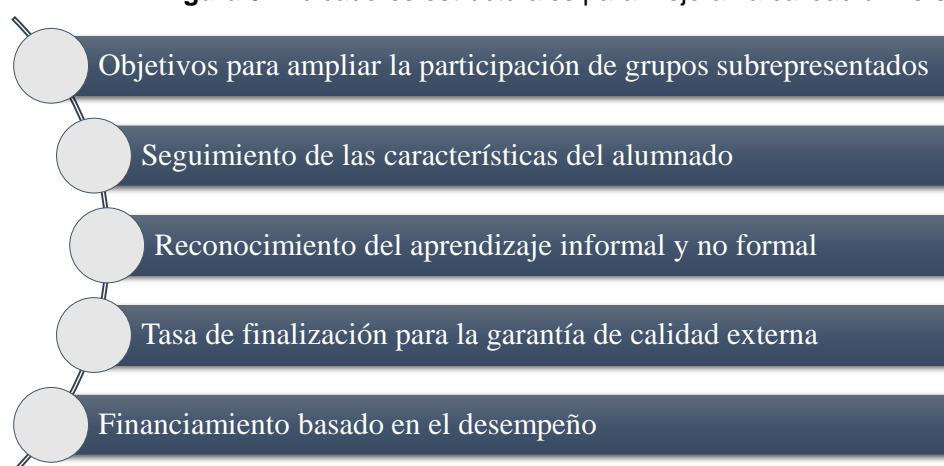 Objetivos para ampliar la participación de grupos subrepresentados
Seguimiento de las características del alumnado
Reconocimiento del aprendizaje informal y no formal
Tasa de finalización para la garantía de calidad externa
Financiamiento basado en el desempeño